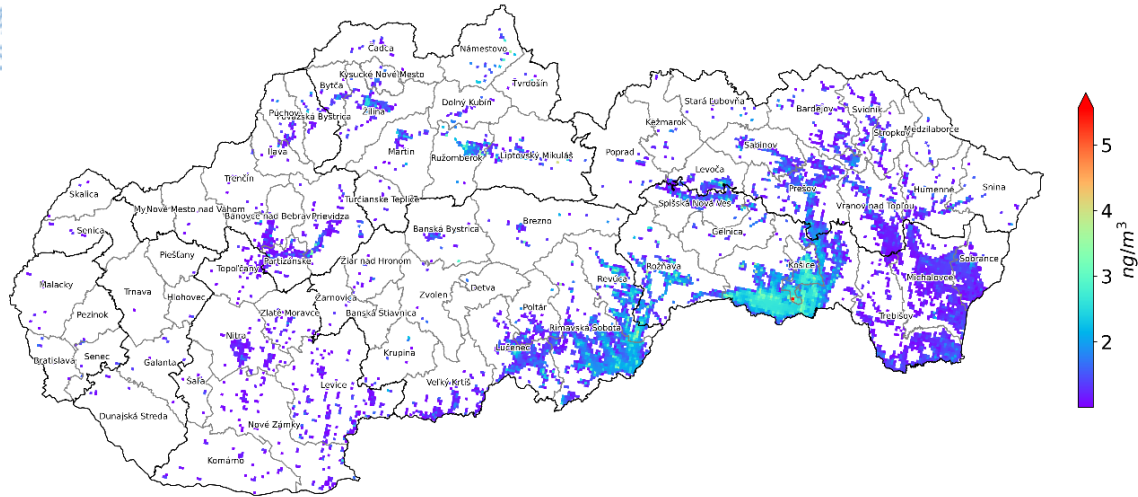 Čadca
Námestovo
Kysucké Nové Mesto
Bytča
Tvrdošín
Dolný Kubín
Žilina
Púchov
Považská Bystrica
Ilava
Martin
Ružomberok
Liptovský Mikuláš
Stará Ľubovňa
Kežmarok
Bardejov
Svidník
Stropkov
Medzilaborce
Sabinov
Poprad
Levoča
Prešov
Humenné
Snina
Spišská Nová Ves
Vranov nad Topľou
Gelnica
Trenčín
Skalica
Nové Mesto nad Váhom
Bánovce nad Bebravou
Prievidza
Turčianske Teplice
Senica
Banská Bystrica
Brezno
Piešťany
Topoľčany
Partizánske
Žiar nad Hronom
Rožňava
Košice
Michalovce
Sobrance
Malacky
Trnava
Hlohovec
Žarnovica
Zvolen
Detva
Revúca
Pezinok
Zlaté Moravce
Banská Štiavnica
Poltár
Rimavská Sobota
Trebišov
Nitra
Lučenec
Krupina
Bratislava
Senec
Galanta
Šaľa
Levice
Veľký Krtíš
Dunajská Streda
Nové Zámky
Komárno
5
4
3
2
ng/m³